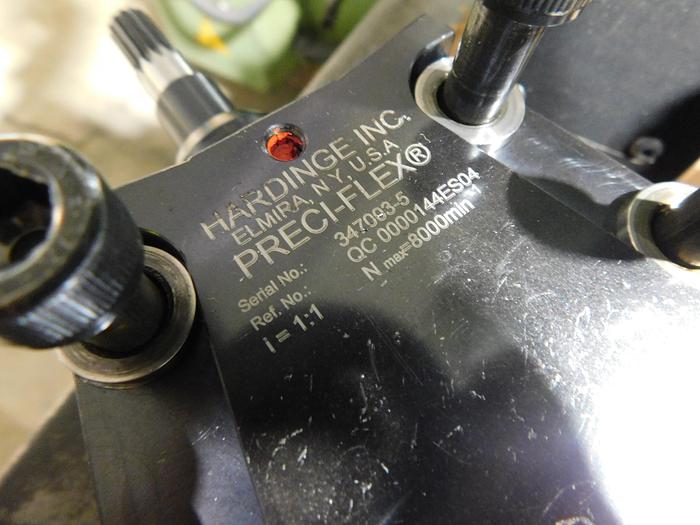 HARDINGE INC.
ELMIRA, N.Y. U.S.A
PRECI-FLEX®
Serial No.: 347093-5
Ref. No.: QC 0000144ES04
i = 1:1 N max=8000min-1